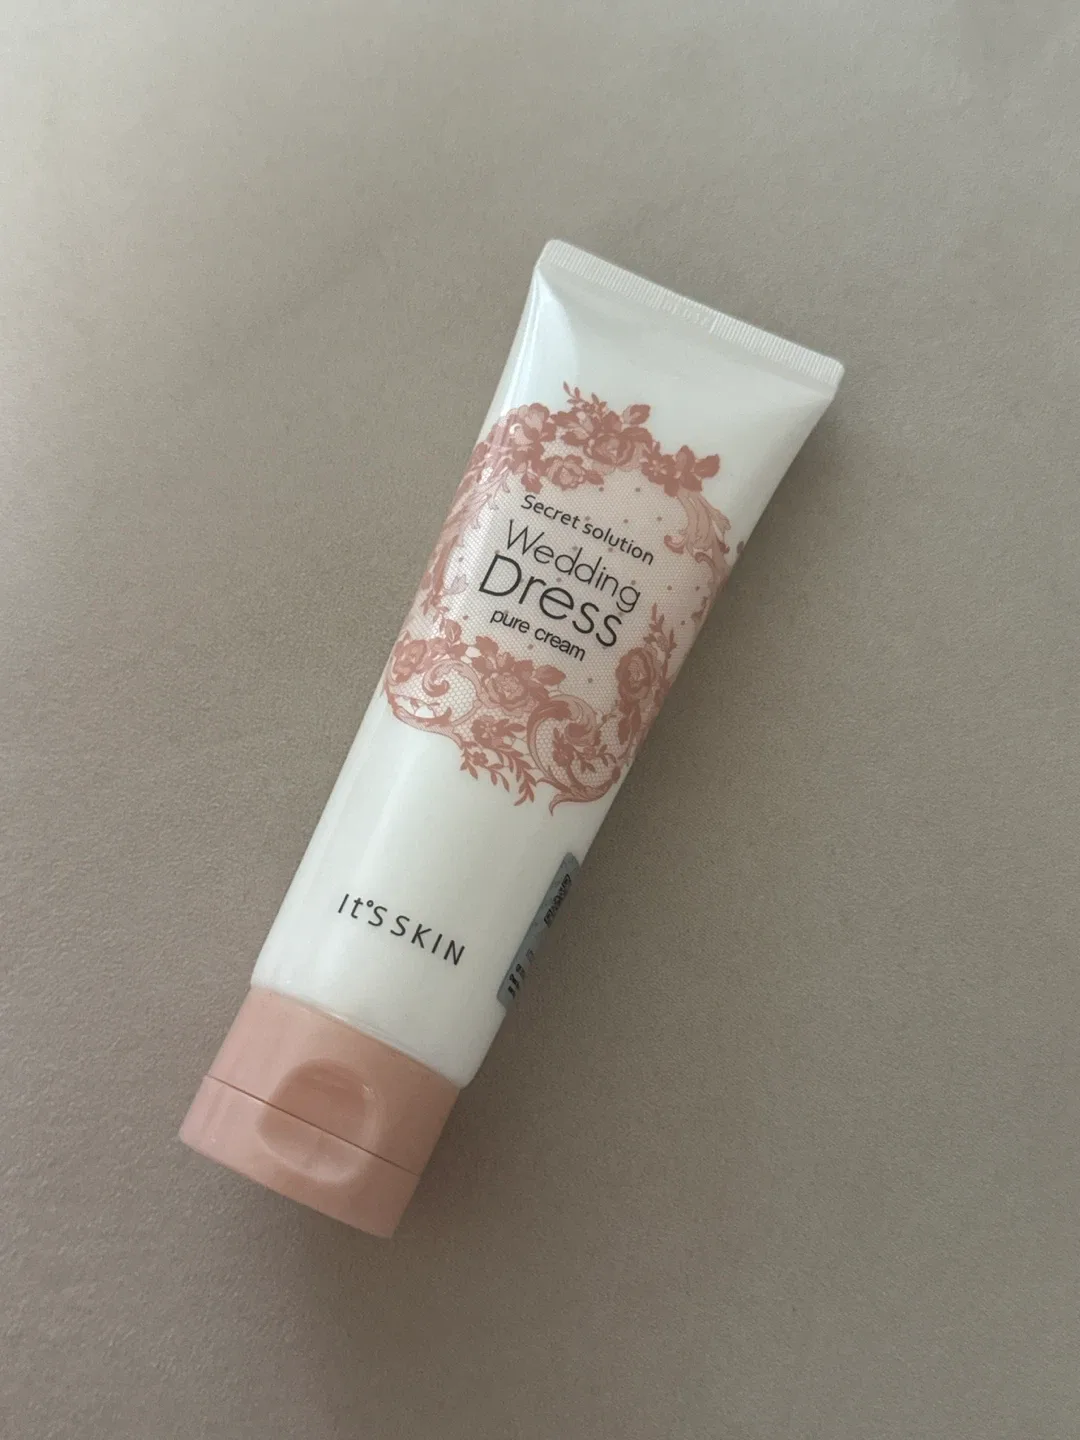 Secret solution
Wedding
Dress
pure cream
It'S SKIN